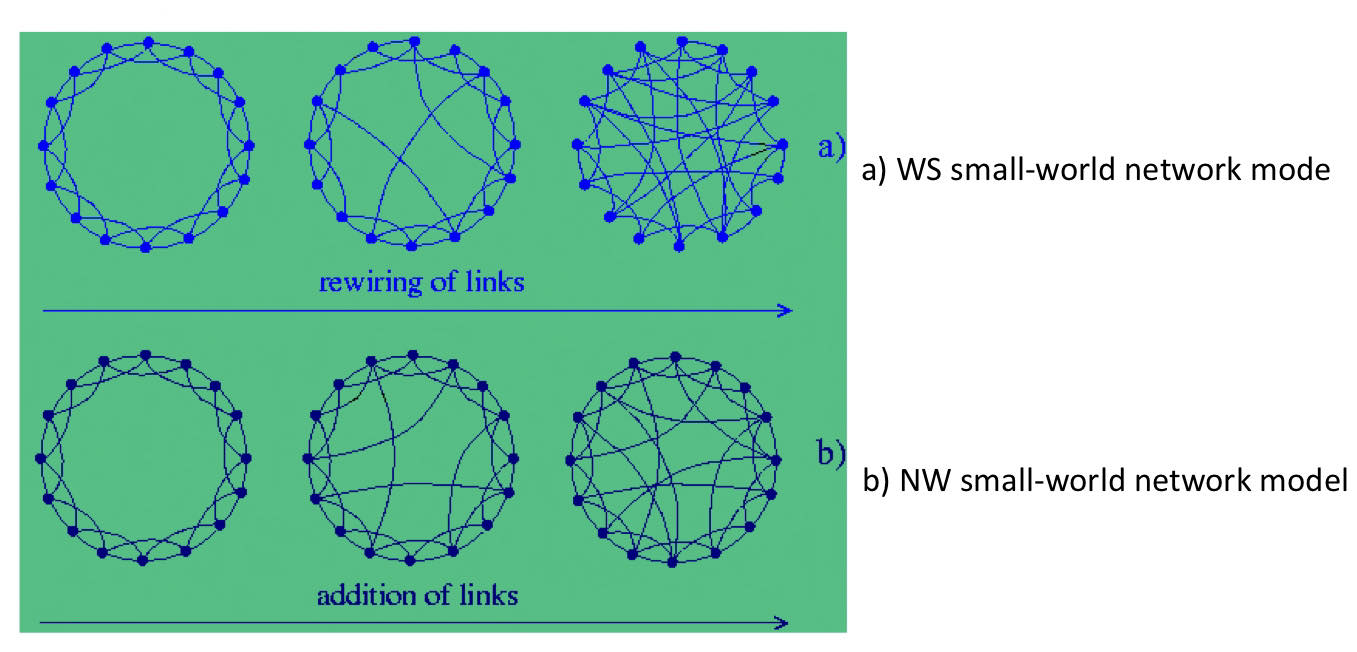 a)
a) WS small-world network mode
rewiring of links
b)
b) NW small-world network model
addition of links